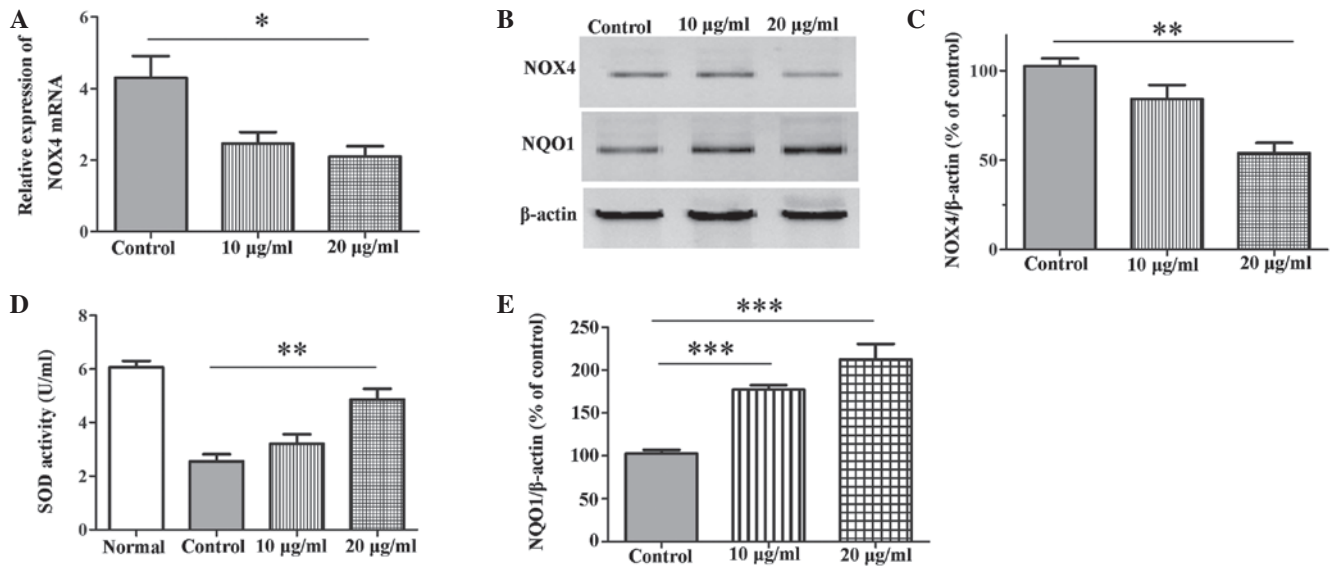 A
Relative expression of
NOX4 mRNA
6
4
2
0
*
Control 10 µg/ml 20 µg/ml
B
Control 10 µg/ml 20 µg/ml
NOX4
NQO1
β-actin
C
NOX4/β-actin (% of control)
100
50
0
**
Control 10 µg/ml 20 µg/ml
D
SOD activity (U/ml)
8
6
4
2
0
**
Normal Control 10 µg/ml 20 µg/ml
E
NQO1/β-actin (% of control)
250
200
150
100
50
0
***
***
Control 10 µg/ml 20 µg/ml